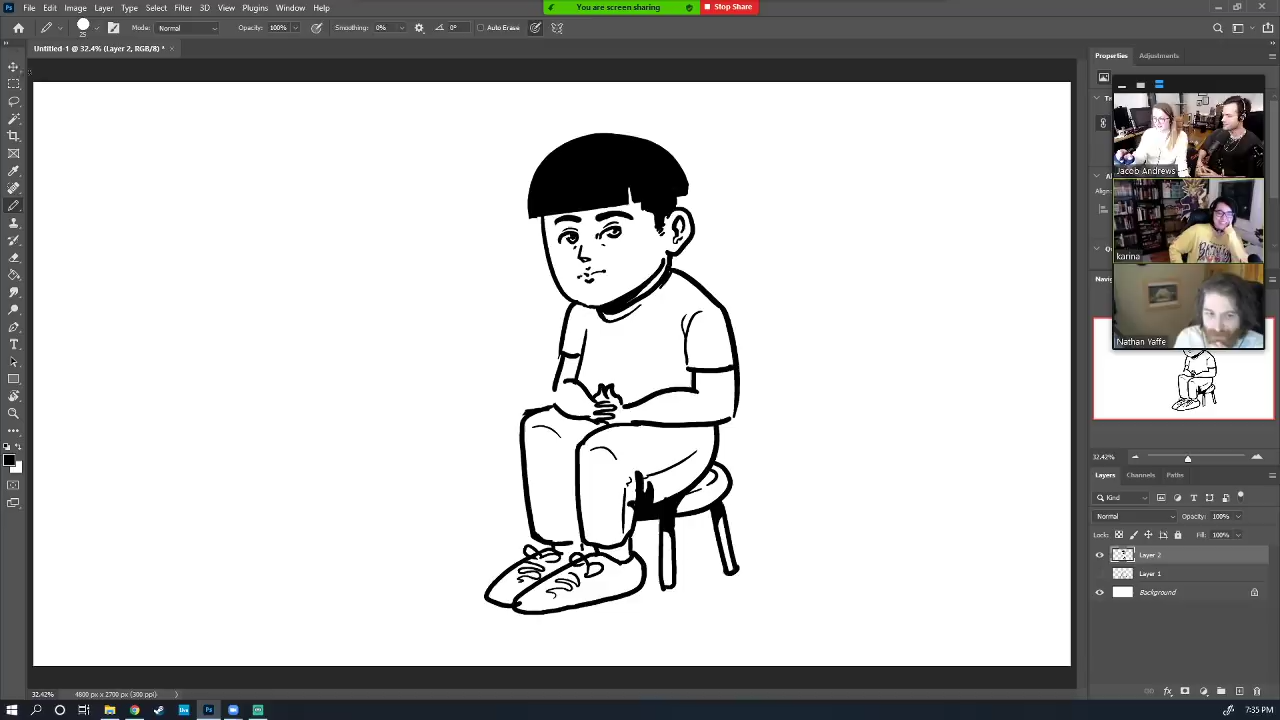 File Edit Image Layer Type Select Filter 3D View Plugins Window Help
You are screen sharing Stop Share
25 Mode: Normal Opacity: 100% Smoothing: 0% 0° Auto Erase
Untitled-1 @ 32.4% (Layer 2, RGB/8) *
Properties Adjustments
Jacob Andrews
karina
Nathan Yaffe
32.42%
Layers Channels Paths
Kind
Normal Opacity: 100%
Lock: Fill: 100%
Layer 2
Layer 1
Background
32.42% 4800 px x 2700 px (300 ppi)
7:35 PM